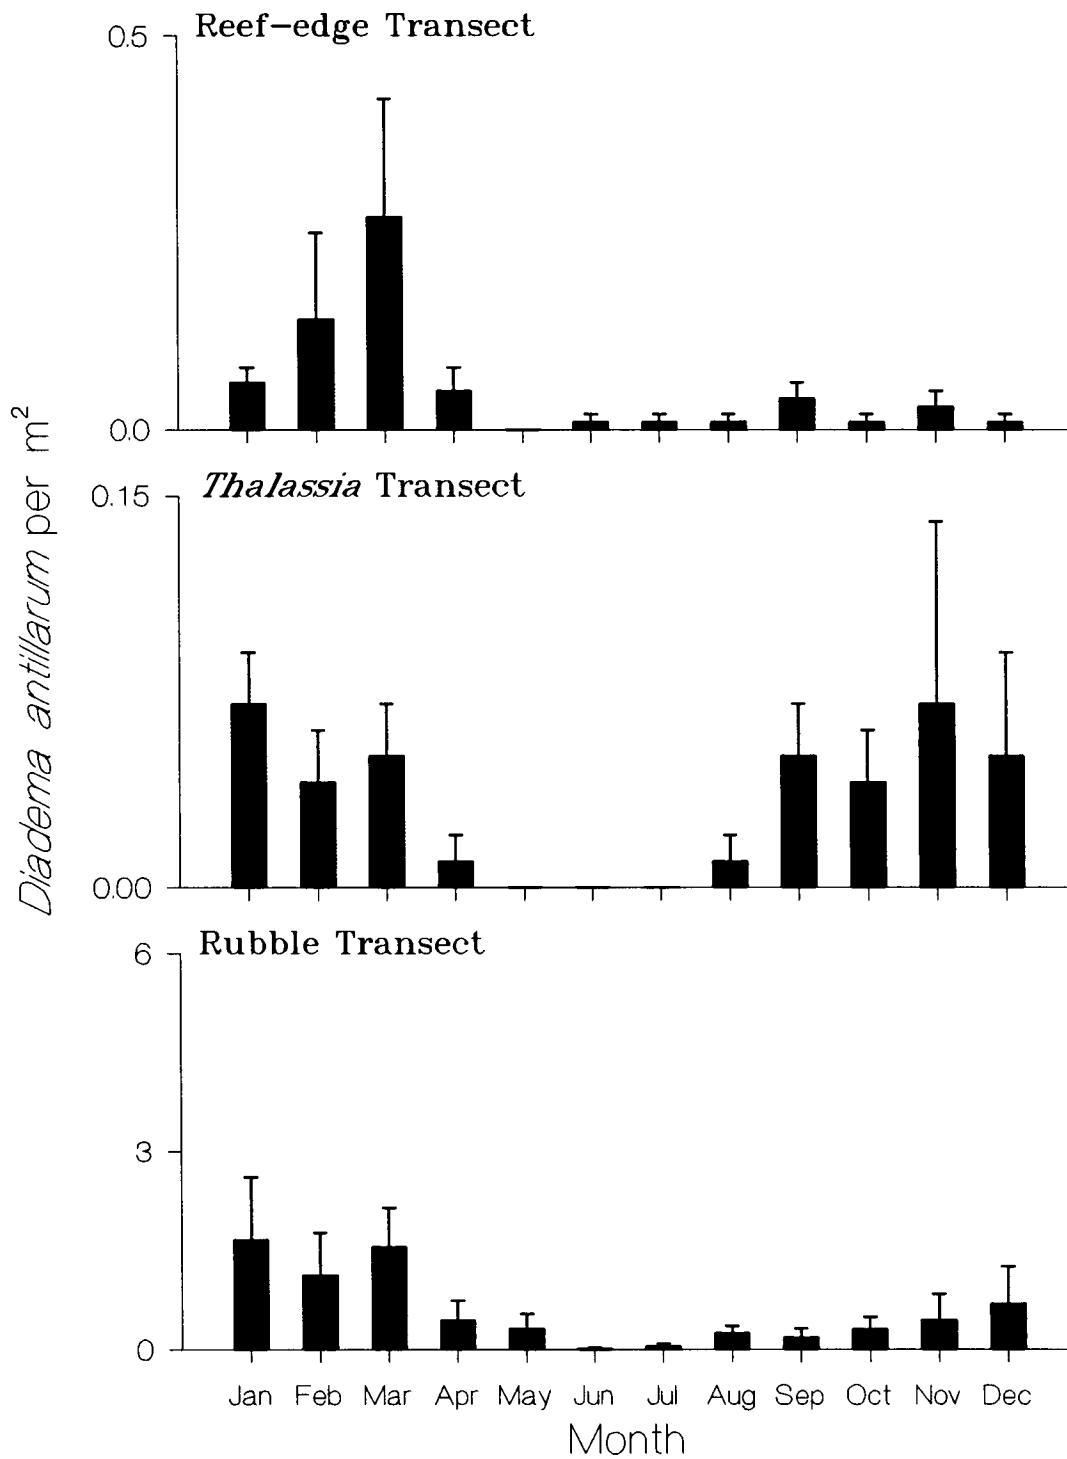 Reef-edge Transect
0.5
0.0
Thalassia Transect
0.15
0.00
Diadema antillarum per m²
Rubble Transect
6
3
0
Jan Feb Mar Apr May Jun Jul Aug Sep Oct Nov Dec
Month